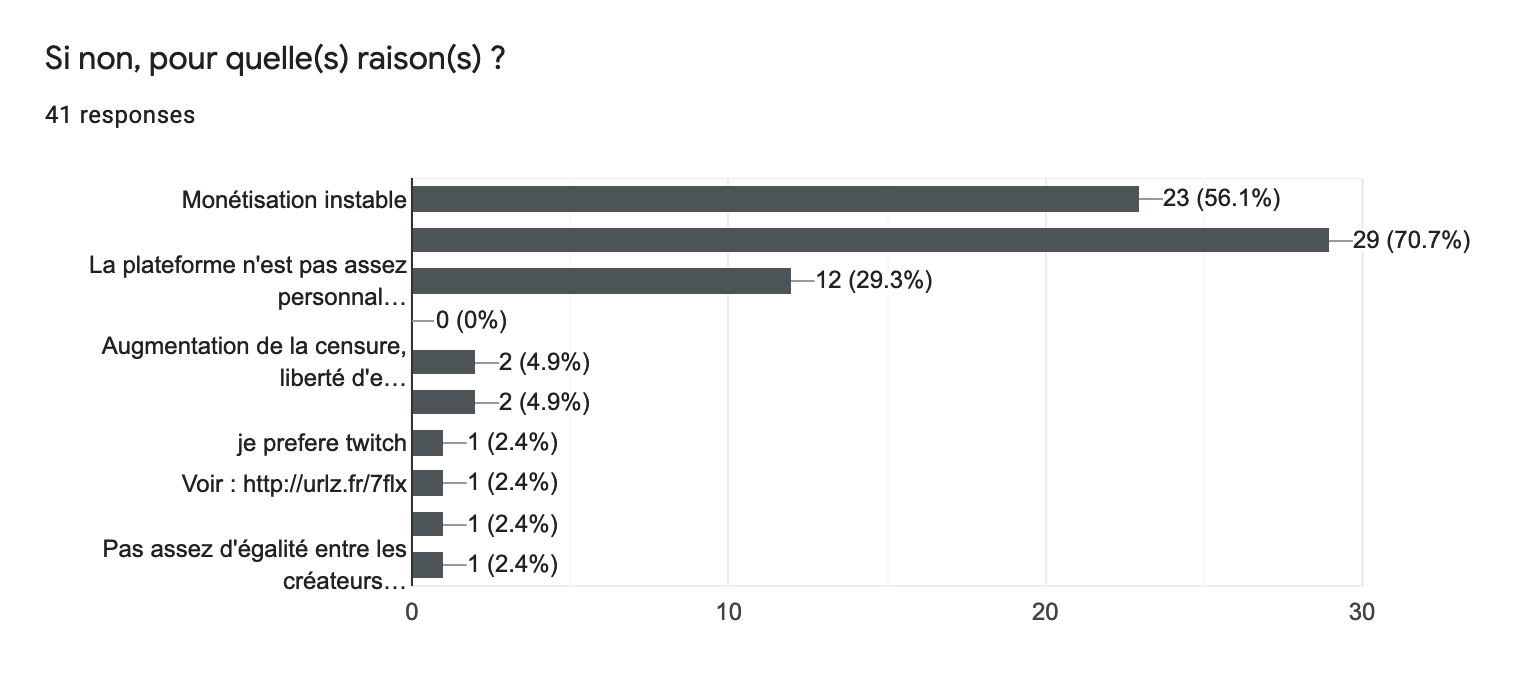 Si non, pour quelle(s) raison(s) ?
41 responses
Monétisation instable
23 (56.1%)
29 (70.7%)
La plateforme n'est pas assez
personnal…
12 (29.3%)
0 (0%)
Augmentation de la censure,
liberté d'e…
2 (4.9%)
2 (4.9%)
je prefere twitch
1 (2.4%)
Voir : http://urlz.fr/7flx
1 (2.4%)
1 (2.4%)
Pas assez d'égalité entre les
créateurs…
1 (2.4%)
0
10
20
30